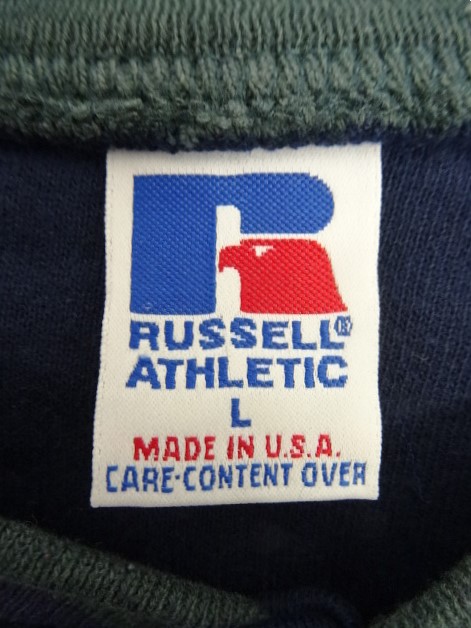 RUSSELL®
ATHLETIC
L
MADE IN U.S.A.
CARE-CONTENT OVER